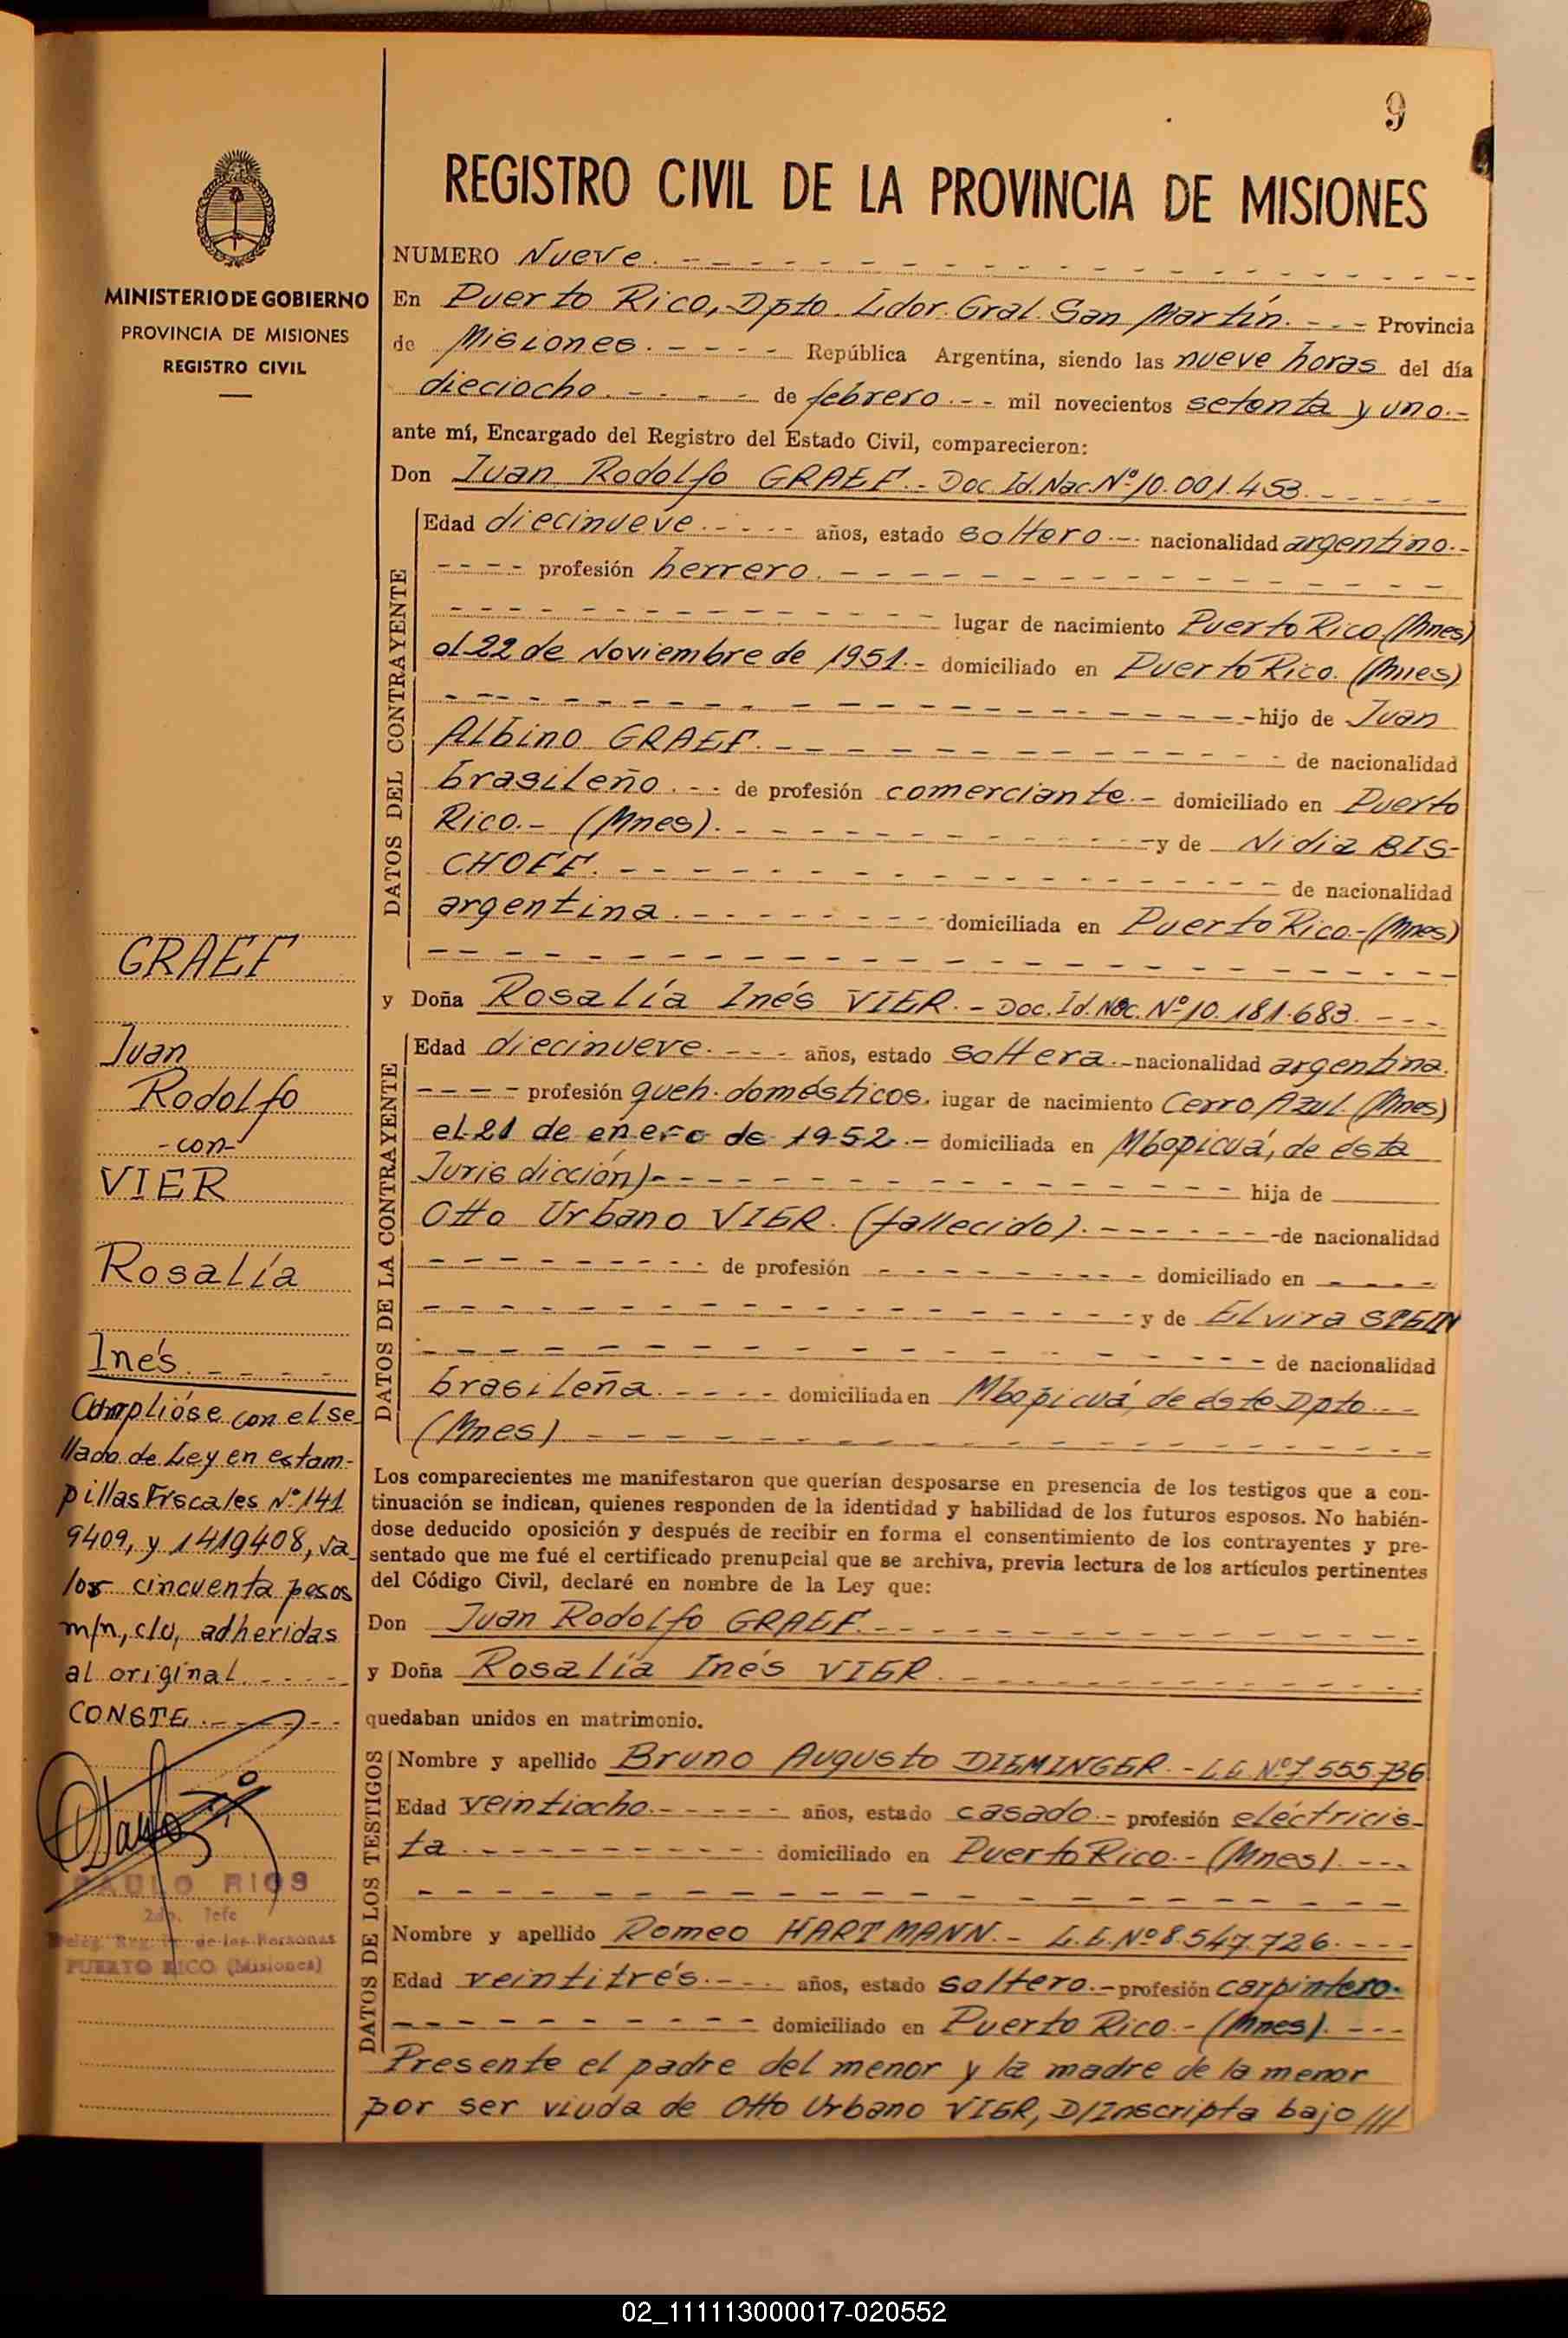 9
REGISTRO CIVIL DE LA PROVINCIA DE MISIONES
MINISTERIO DE GOBIERNO
PROVINCIA DE MISIONES
REGISTRO CIVIL
NUMERO Nueve.
En Puerto Rico, Dpto. Lidor. Gral. San Martín. Provincia
de Misiones. República Argentina, siendo las nueve horas del día
dieciocho. de febrero. mil novecientos setenta y uno.
ante mí, Encargado del Registro del Estado Civil, comparecieron:
Don Juan Rodolfo GRAEF.- Doc. Id. Nac. Nº 10.001.453.
DATOS DEL CONTRAYENTE
Edad diecinueve. años, estado soltero. nacionalidad argentino.
profesión herrero.
lugar de nacimiento Puerto Rico (Mnes)
el 22 de Noviembre de 1951.- domiciliado en Puerto Rico. (Mnes)
hijo de Juan
Albino GRAEF. de nacionalidad
brasileño. de profesión comerciante.- domiciliado en Puerto
Rico.- (Mnes). y de Nidia BIS-
CHOFF. de nacionalidad
argentina. domiciliada en Puerto Rico.- (Mnes)
y Doña Rosalía Inés VIER.- Doc. Id. Nac. Nº 10.181.683.
DATOS DE LA CONTRAYENTE
Edad diecinueve. años, estado soltera.- nacionalidad argentina.
profesión queh. domésticos. lugar de nacimiento Cerro Azul. (Mnes)
el 21 de enero de 1952.- domiciliada en Mbopicuá, de esta
Jurisdicción)- hija de
Otto Urbano VIER. (fallecido). de nacionalidad
de profesión domiciliado en
y de Elvira STEIN
de nacionalidad
brasileña. domiciliada en Mbopicuá, de éste Dpto.
(Mnes)
Los comparecientes me manifestaron que querían desposarse en presencia de los testigos que a con-
tinuación se indican, quienes responden de la identidad y habilidad de los futuros esposos. No habién-
dose deducido oposición y después de recibir en forma el consentimiento de los contrayentes y pre-
sentado que me fué el certificado prenupcial que se archiva, previa lectura de los artículos pertinentes
del Código Civil, declaré en nombre de la Ley que:
Don Juan Rodolfo GRAEF.
y Doña Rosalía Inés VIER.
quedaban unidos en matrimonio.
DATOS DE LOS TESTIGOS
Nombre y apellido Bruno Augusto DIEMINGER.- L.E. Nº 7.555.736
Edad veintiocho. años, estado casado.- profesión eléctricis-
ta. domiciliado en Puerto Rico.- (Mnes).
Nombre y apellido Romeo HARTMANN.- L.E. Nº 8.547.726.
Edad veintitrés. años, estado soltero.- profesión carpintero.
domiciliado en Puerto Rico.- (Mnes).
Presente el padre del menor y la madre de la menor
por ser viuda de Otto Urbano VIER, D/Inscripta bajo ///
GRAEF
Juan
Rodolfo
-con-
VIER
Rosalía
Inés.
Cumplióse con el se
llado de Ley en estam-
pillas Fiscales Nº 141
9409, y 1419408, va
lor cincuenta pesos
m/n, c/u, adheridas
al original.
CONSTE.
PAULO RIOS
2do. Jefe
Deleg. Reg. de las Personas
PUERTO RICO (Misiones)
02_111113000017-020552